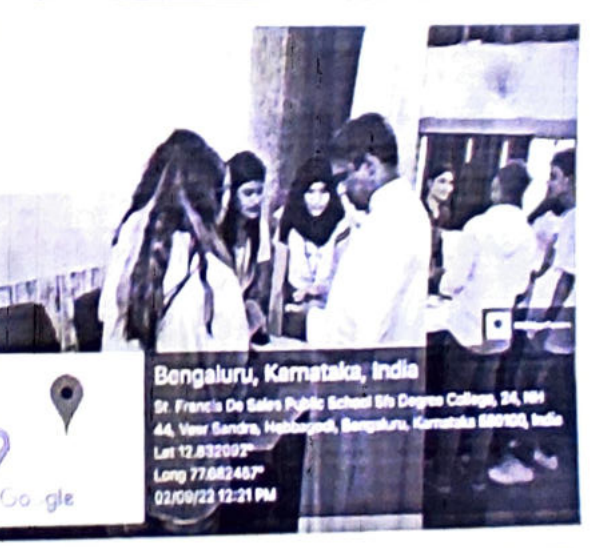 Bengaluru, Karnataka, India
St. Francis De Sales Public School Sfs Degree College, 24, NH
44, Veer Sandra, Hebbagodi, Bengaluru, Karnataka 560100, India
Lat 12.832092°
Long 77.682487°
02/09/22 12:21 PM
Google